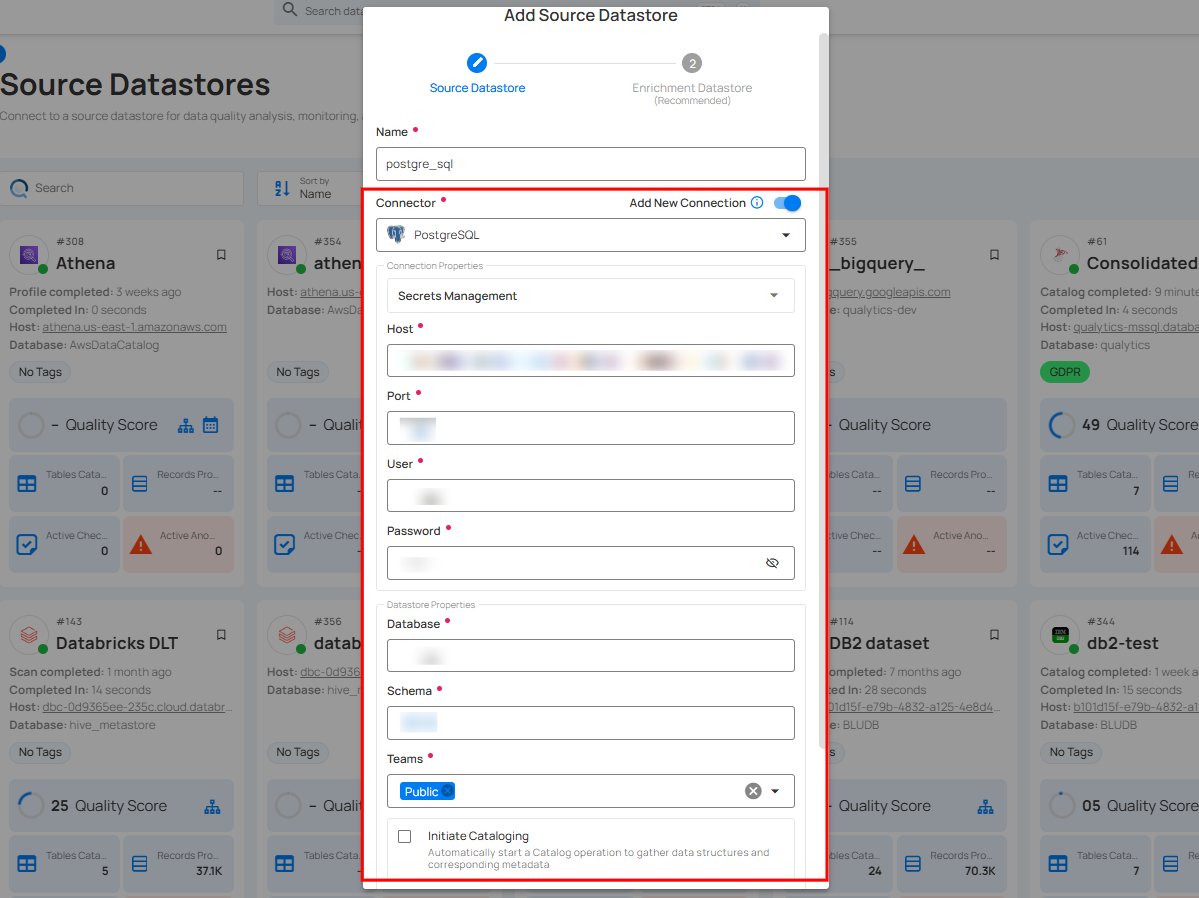 Search data
Add Source Datastore
2
Source Datastore
Enrichment Datastore
(Recommended)
Source Datastores
Connect to a source datastore for data quality analysis, monitoring,
Name
postgre_sql
Search
Sort by
Name
Connector
Add New Connection
PostgreSQL
Connection Properties
Secrets Management
Host
Port
User
Password
Datastore Properties
Database
Schema
Teams
Public
Initiate Cataloging
Automatically start a Catalog operation to gather data structures and
corresponding metadata
#308
Athena
Profile completed: 3 weeks ago
Completed In: 0 seconds
Host: athena.us-east-1.amazonaws.com
Database: AwsDataCatalog
No Tags
– Quality Score
Tables Cata...
0
Records Pro...
--
Active Chec...
0
Active Ano...
0
#354
athen
Host: athena.us-
Database: AwsD
No Tags
– Quali
Tables Cata
Active Chec
#355
_bigquery_
gquery.googleapis.com
e: qualytics-dev
s
Quality Score
bles Cata...
--
Records Pro...
--
tive Chec...
--
Active Ano...
--
#61
Consolidated
Catalog completed: 9 minute
Completed In: 4 seconds
Host: qualytics-mssql.databa
Database: qualytics
GDPR
49 Quality Score
Tables Cata...
7
Re
Active Chec...
114
A
#143
Databricks DLT
Scan completed: 1 month ago
Completed In: 14 seconds
Host: dbc-0d9365ee-235c.cloud.databr...
Database: hive_metastore
No Tags
25 Quality Score
Tables Cata...
5
Records Pro...
37.1K
#356
datab
Host: dbc-0d936
Database: hive_r
No Tags
– Quali
Tables Cata
#114
DB2 dataset
ompleted: 7 months ago
ted In: 28 seconds
b101d15f-e79b-4832-a125-4e8d4...
e: BLUDB
s
Quality Score
bles Cata...
24
Records Pro...
70.3K
#344
db2-test
Catalog completed: 1 week a
Completed In: 15 seconds
Host: b101d15f-e79b-4832-a1
Database: BLUDB
No Tags
05 Quality Score
Tables Cata...
7
Re